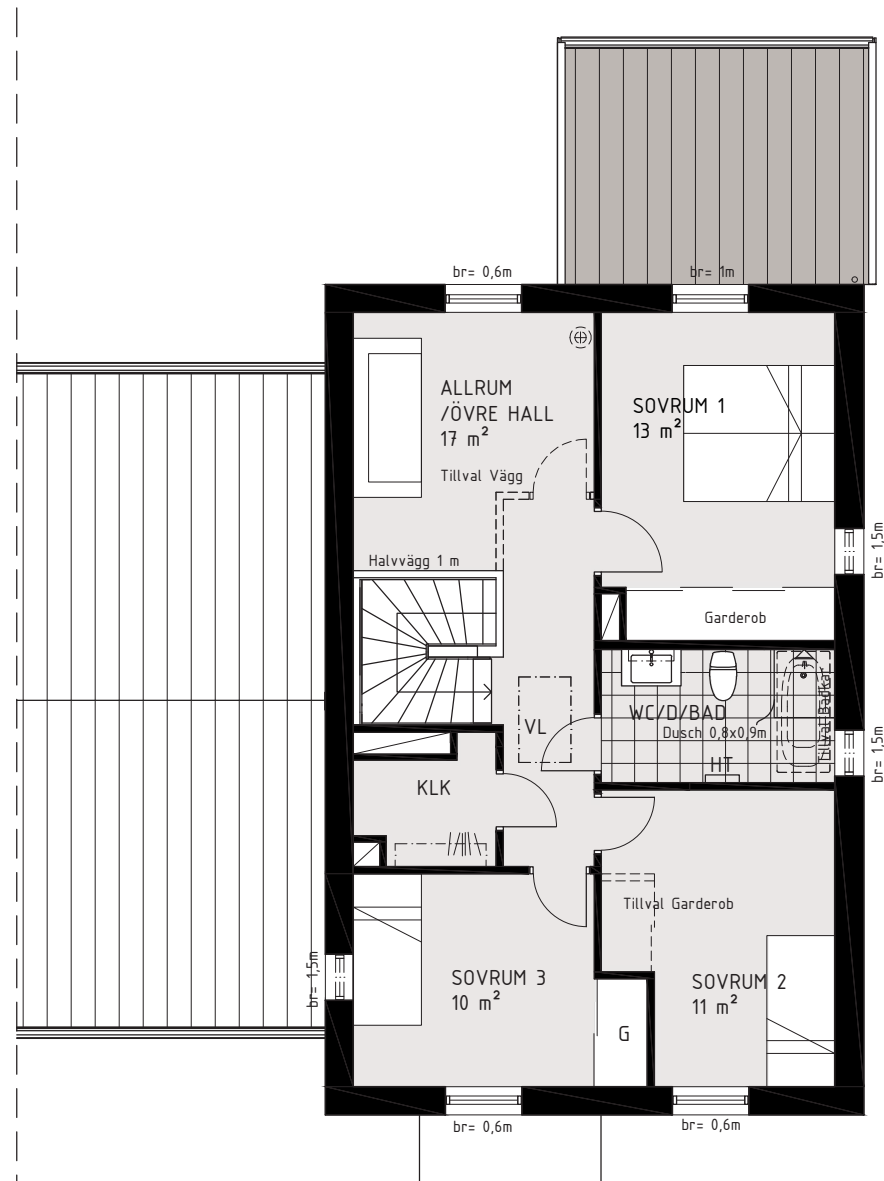 br= 0,6m
br= 1m
ALLRUM
/ÖVRE HALL
17 m²
SOVRUM 1
13 m²
Tillval Vägg
br= 1,5m
Halvvägg 1 m
Garderob
WC/D/BAD
Dusch 0,8x0,9m
Tillval Badkar
VL
HT
br= 1,5m
KLK
Tillval Garderob
br= 1,5m
SOVRUM 3
10 m²
SOVRUM 2
11 m²
G
br= 0,6m
br= 0,6m